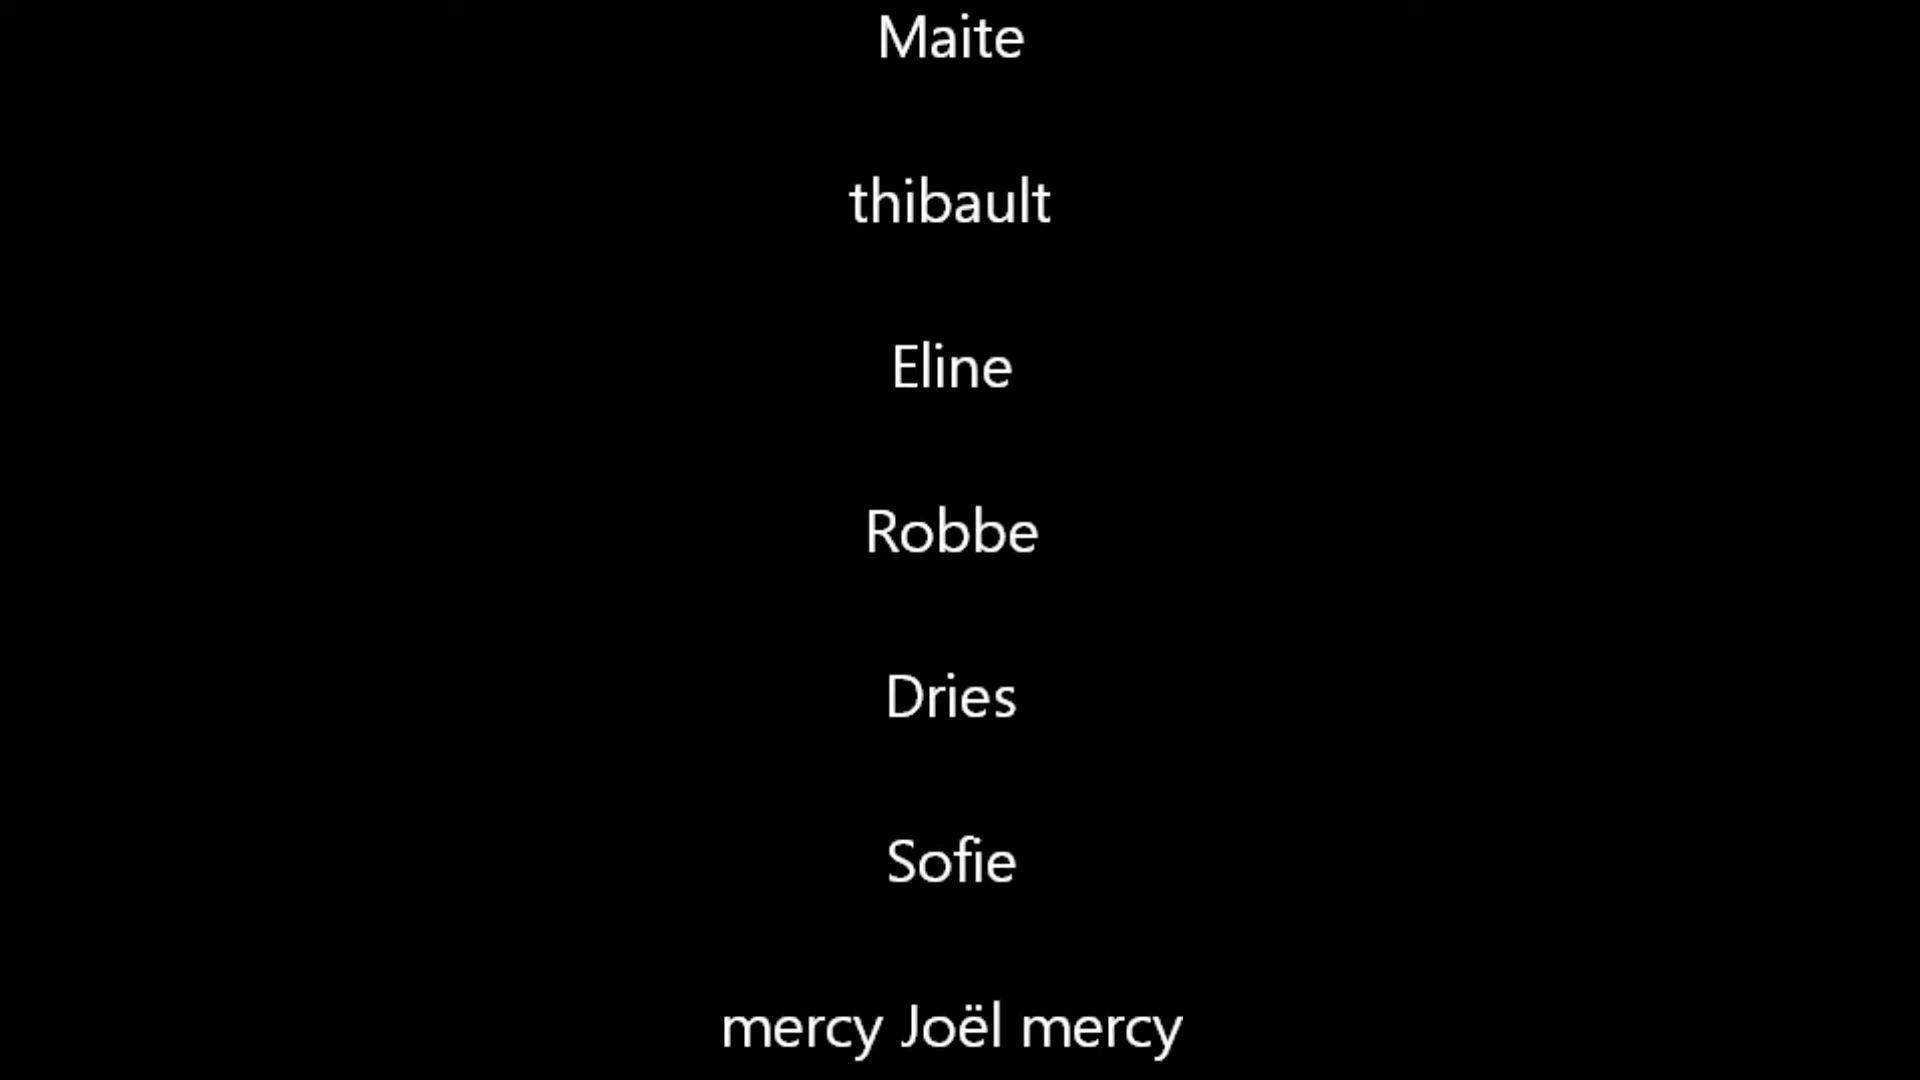 Maite
thibault
Eline
Robbe
Dries
Sofie
mercy Joël mercy